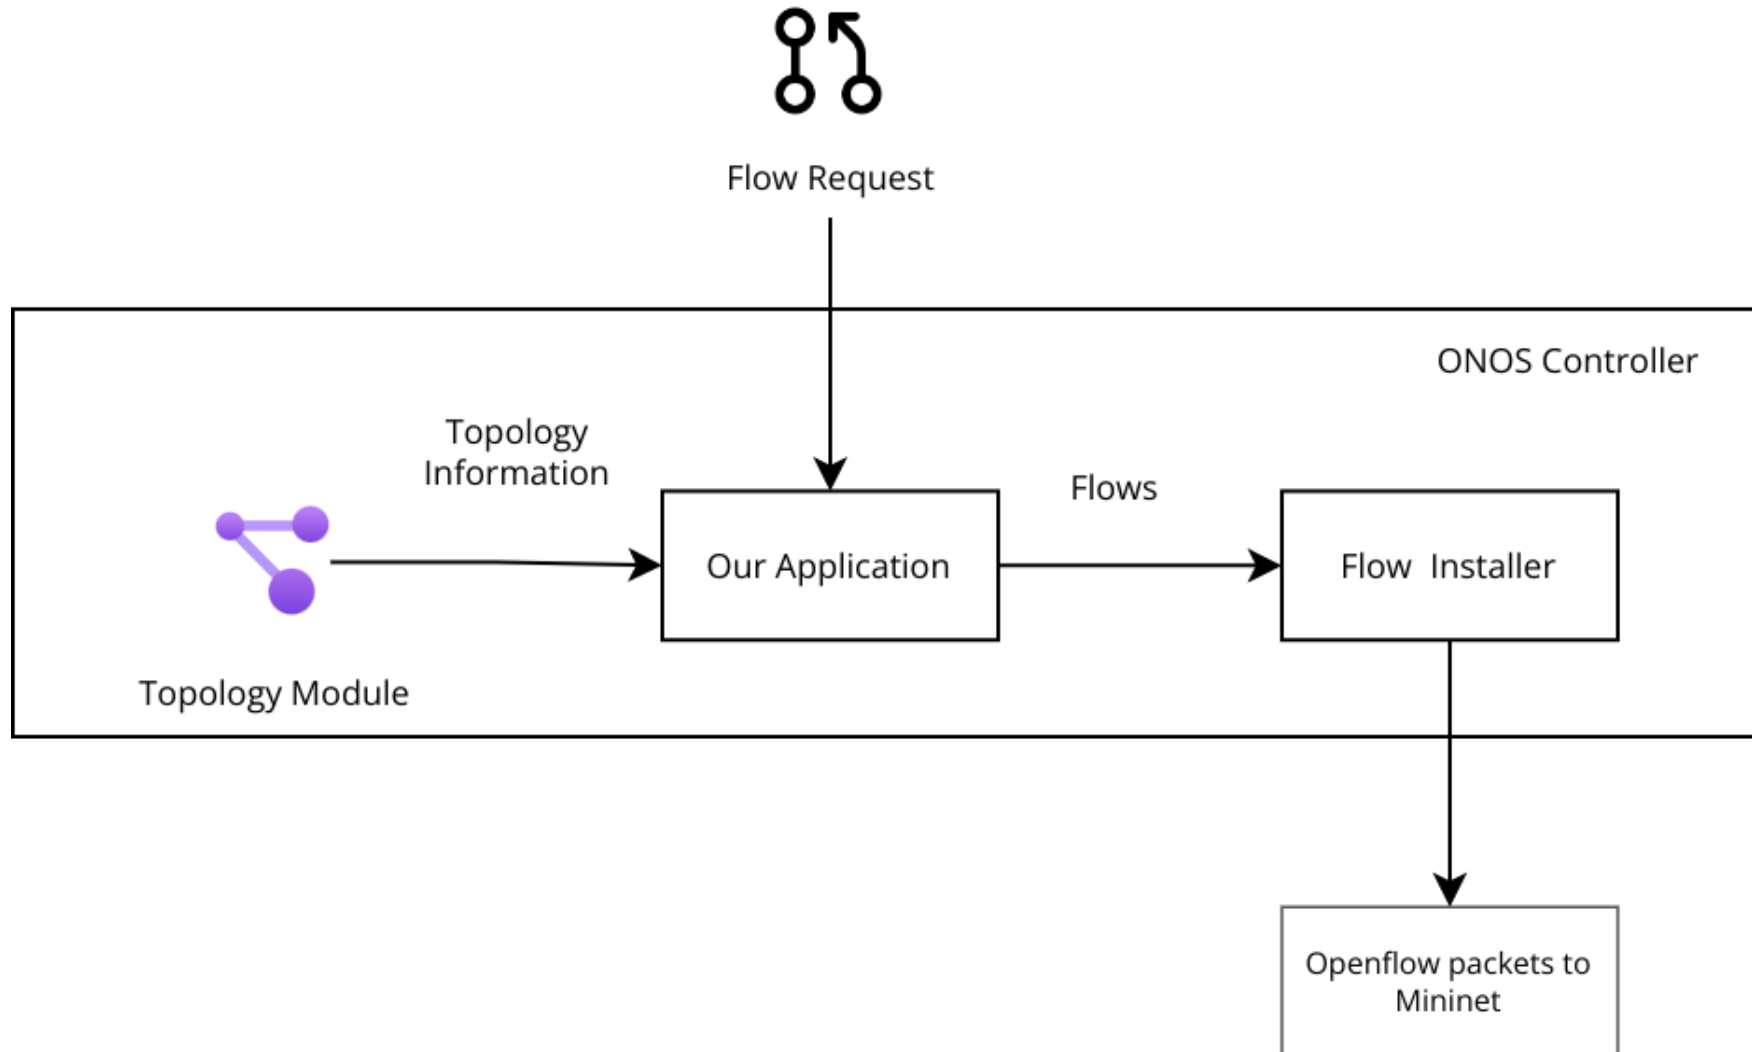 Flow Request
ONOS Controller
Topology
Information
Flows
Our Application
Flow  Installer
Topology Module
Openflow packets to
Mininet